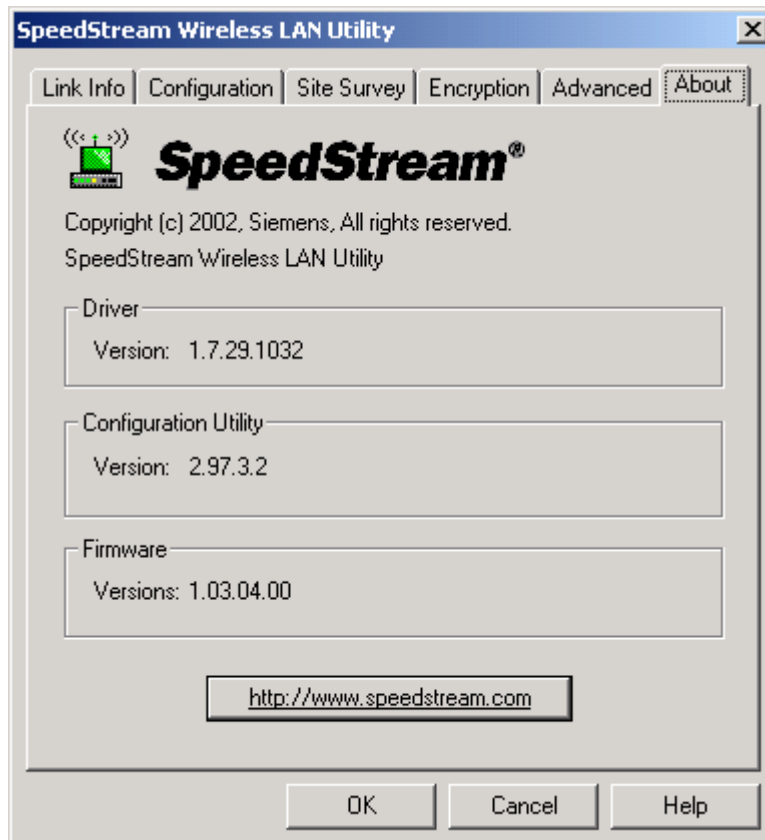 SpeedStream Wireless LAN Utility
Link Info Configuration Site Survey Encryption Advanced About
SpeedStream®
Copyright (c) 2002, Siemens, All rights reserved.
SpeedStream Wireless LAN Utility
Driver
Version: 1.7.29.1032
Configuration Utility
Version: 2.97.3.2
Firmware
Versions: 1.03.04.00
http://www.speedstream.com
OK Cancel Help